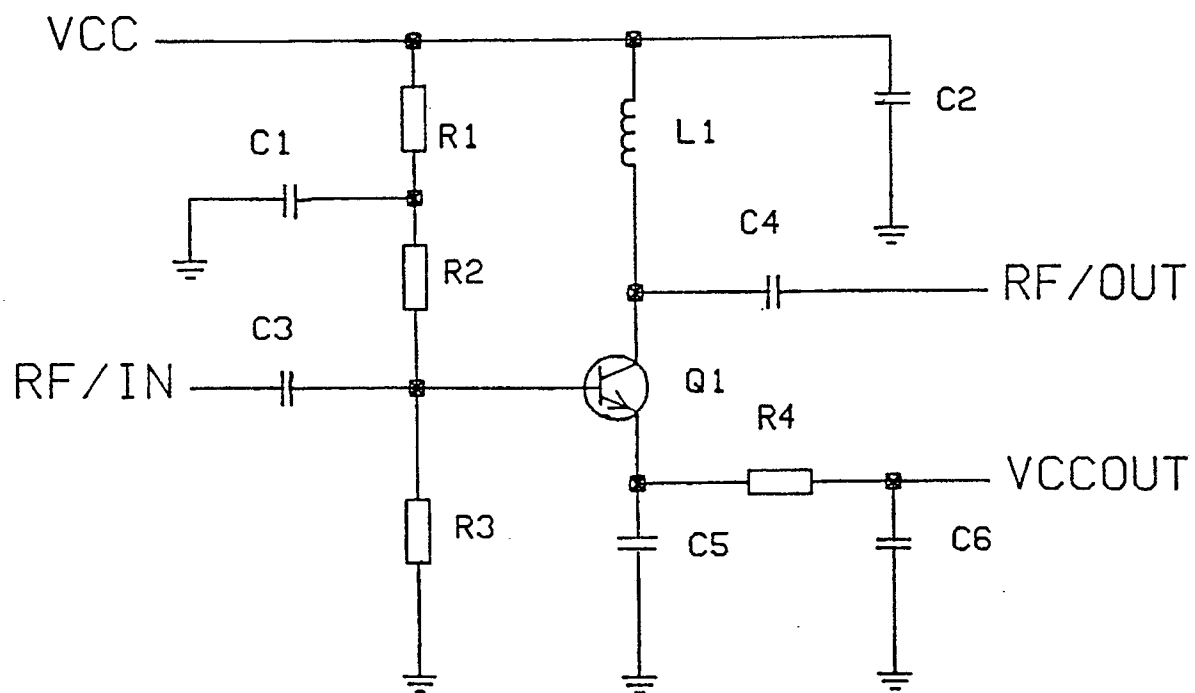 VCC
C2
R1
L1
C1
C4
R2
RF/OUT
C3
RF/IN
Q1
R4
VCCOUT
R3
C5
C6